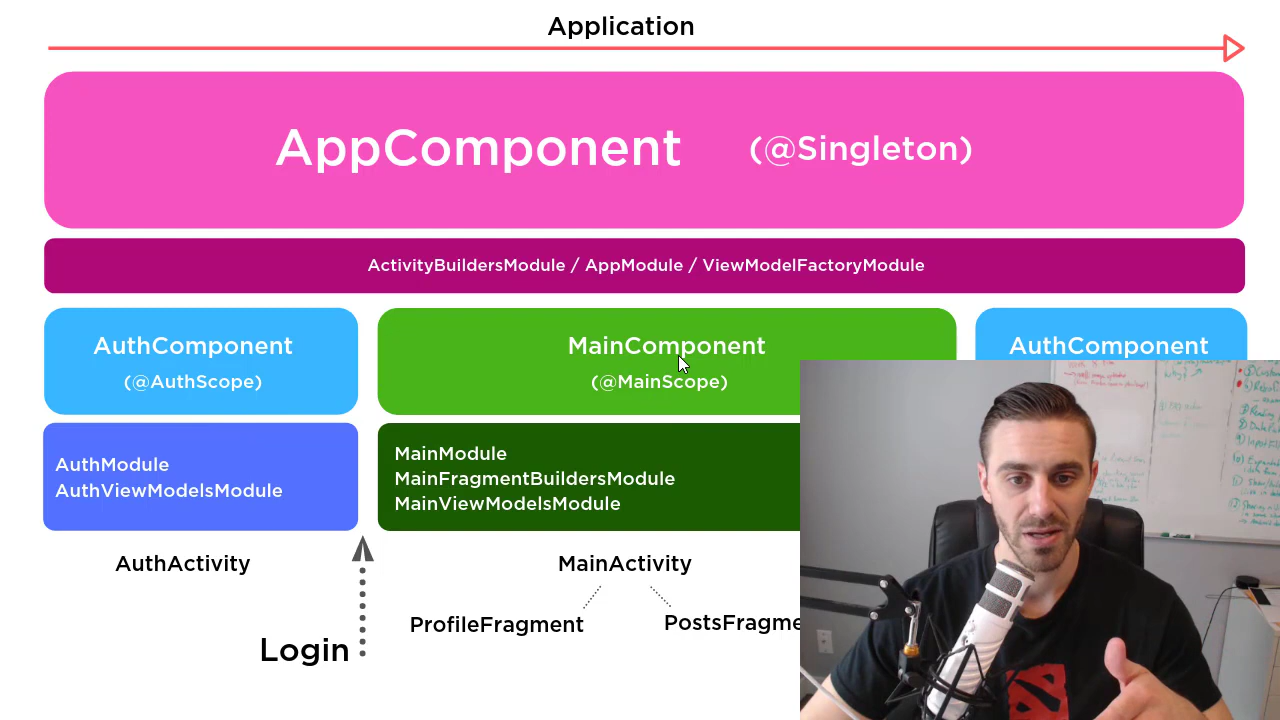 Application
AppComponent (@Singleton)
ActivityBuildersModule / AppModule / ViewModelFactoryModule
AuthComponent
(@AuthScope)
AuthModule
AuthViewModelsModule
AuthActivity
Login
MainComponent
(@MainScope)
MainModule
MainFragmentBuildersModule
MainViewModelsModule
MainActivity
ProfileFragment
PostsFragme
AuthComponent